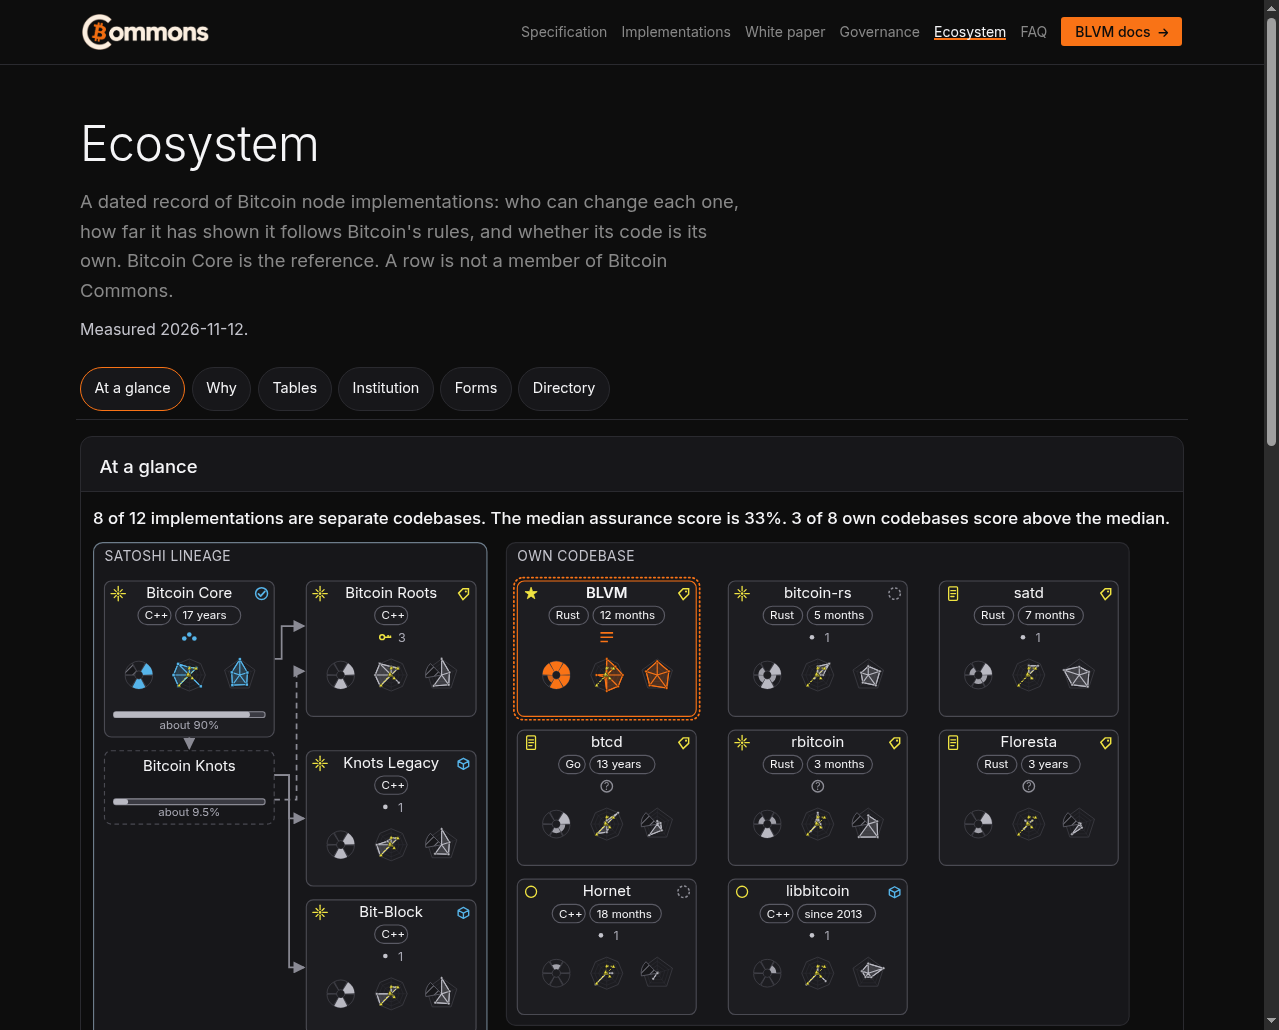 Commons
Specification Implementations White paper Governance Ecosystem FAQ BLVM docs →
Ecosystem
A dated record of Bitcoin node implementations: who can change each one,
how far it has shown it follows Bitcoin's rules, and whether its code is its
own. Bitcoin Core is the reference. A row is not a member of Bitcoin
Commons.
Measured 2026-11-12.
At a glance Why Tables Institution Forms Directory
At a glance
8 of 12 implementations are separate codebases. The median assurance score is 33%. 3 of 8 own codebases score above the median.
SATOSHI LINEAGE
Bitcoin Core
C++ 17 years
about 90%
Bitcoin Knots
about 9.5%
Bitcoin Roots
C++
3
Knots Legacy
C++
1
Bit-Block
C++
1
OWN CODEBASE
BLVM
Rust 12 months
bitcoin-rs
Rust 5 months
1
satd
Rust 7 months
1
btcd
Go 13 years
?
rbitcoin
Rust 3 months
?
Floresta
Rust 3 years
?
Hornet
C++ 18 months
1
libbitcoin
C++ since 2013
1